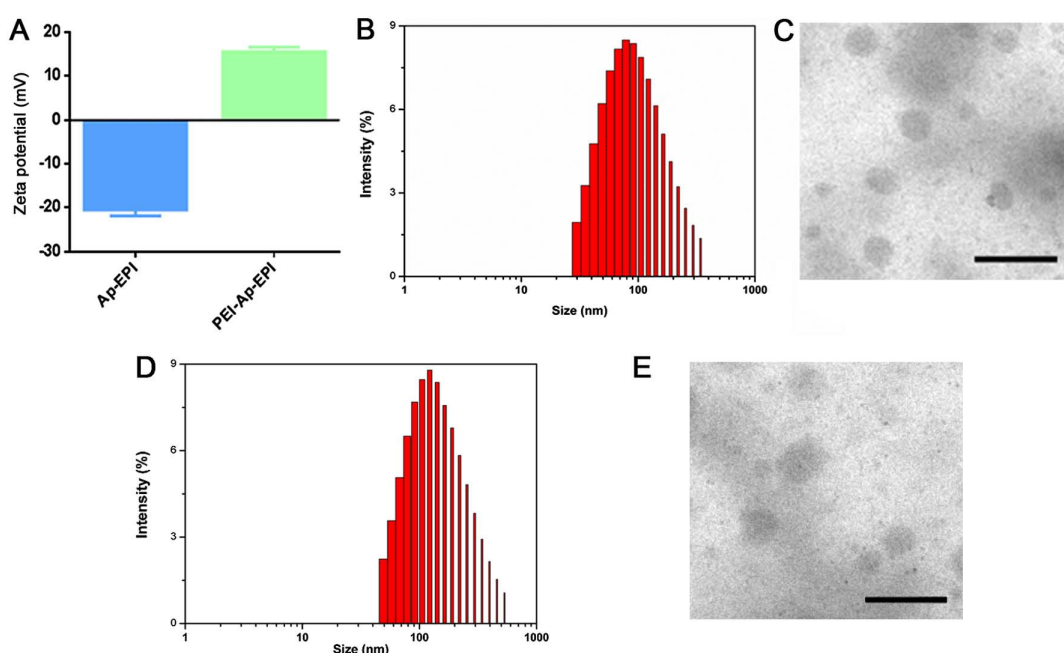 A
Zeta potential (mV)
20
10
0
-10
-20
-30
Ap-EPI
PEI-Ap-EPI
B
Intensity (%)
9
6
3
0
1
10
100
1000
Size (nm)
C
D
Intensity (%)
9
6
3
0
1
10
100
1000
Size (nm)
E